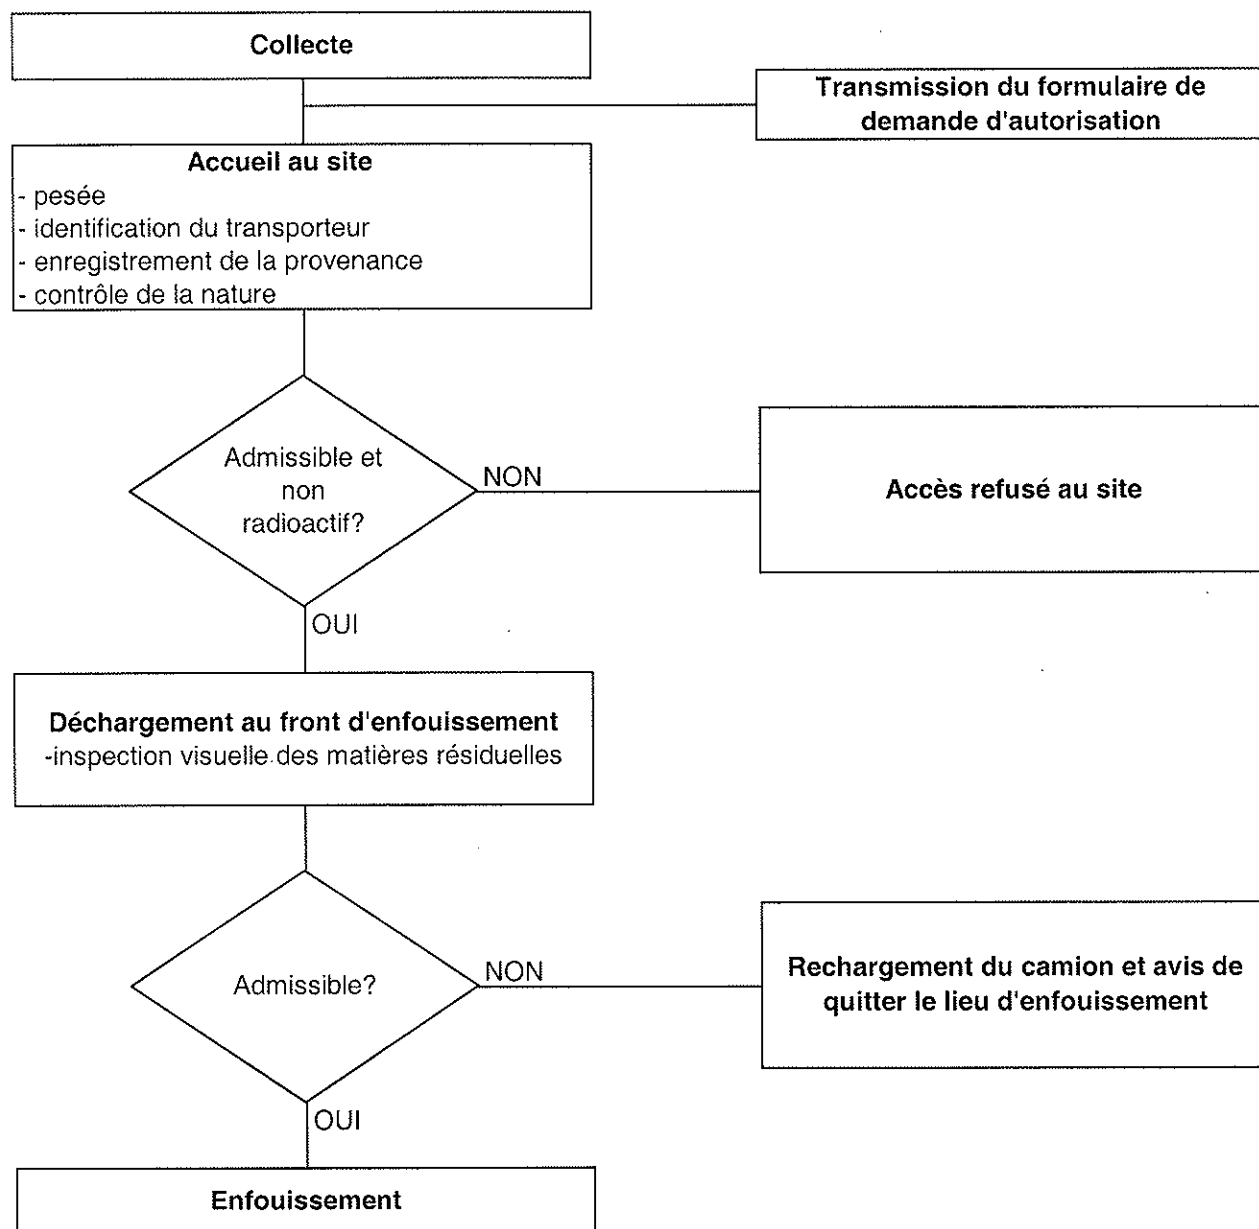 Collecte
Transmission du formulaire de
demande d'autorisation
Accueil au site
- pesée
- identification du transporteur
- enregistrement de la provenance
- contrôle de la nature
Admissible et
non
radioactif?
NON
Accès refusé au site
OUI
Déchargement au front d'enfouissement
-inspection visuelle des matières résiduelles
Admissible?
NON
Rechargement du camion et avis de
quitter le lieu d'enfouissement
OUI
Enfouissement